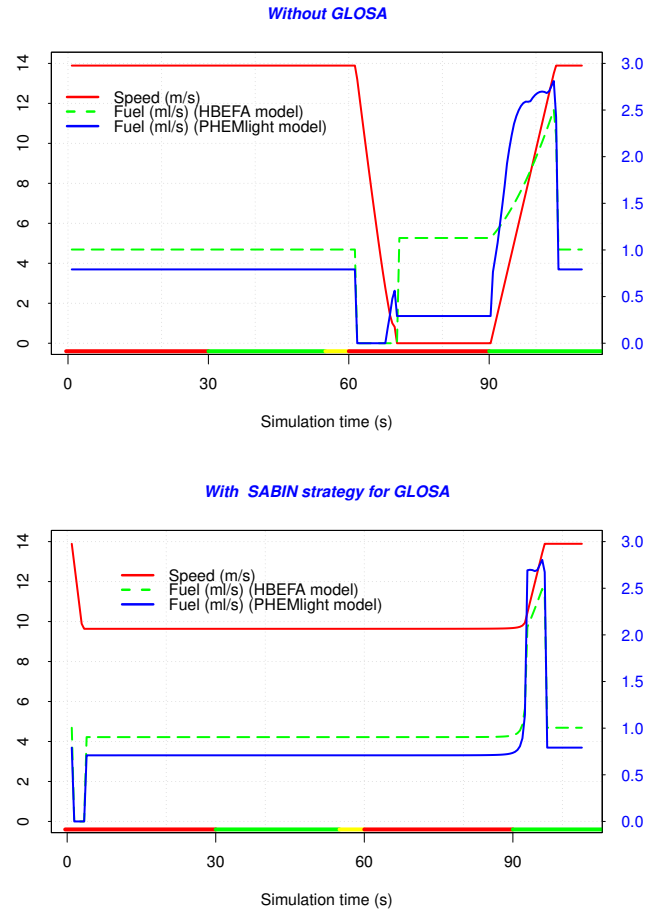 Without GLOSA
14
12
10
8
6
4
2
0
3.0
2.5
2.0
1.5
1.0
0.5
0.0
Speed (m/s)
Fuel (ml/s) (HBEFA model)
Fuel (ml/s) (PHEMlight model)
0 30 60 90
Simulation time (s)
With SABIN strategy for GLOSA
14
12
10
8
6
4
2
0
3.0
2.5
2.0
1.5
1.0
0.5
0.0
Speed (m/s)
Fuel (ml/s) (HBEFA model)
Fuel (ml/s) (PHEMlight model)
0 30 60 90
Simulation time (s)